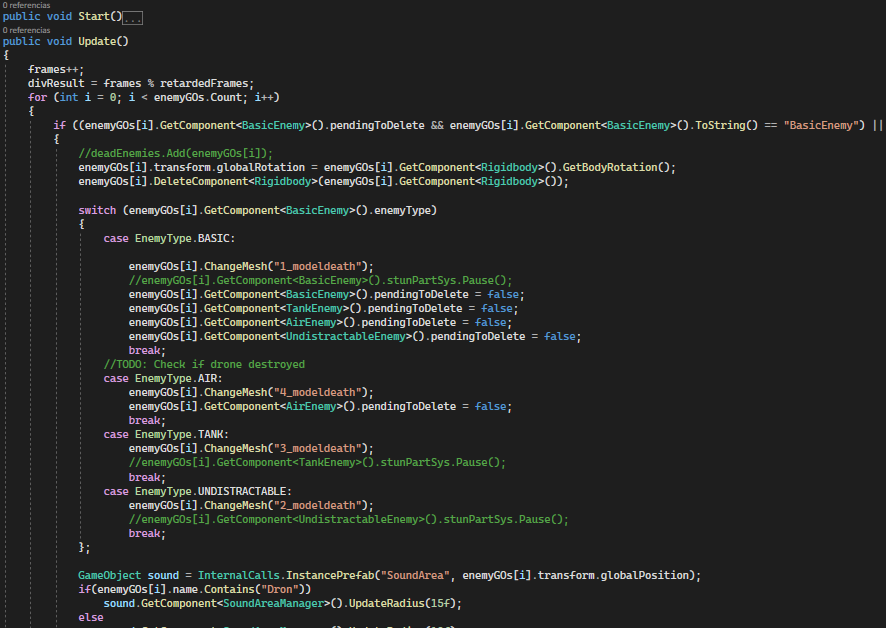 0 referencias
public void Start()...
0 referencias
public void Update()
{
frames++;
divResult = frames % retardedFrames;
for (int i = 0; i < enemyGOs.Count; i++)
{
if ((enemyGOs[i].GetComponent<BasicEnemy>().pendingToDelete && enemyGOs[i].GetComponent<BasicEnemy>().ToString() == "BasicEnemy") ||
{
//deadEnemies.Add(enemyGOs[i]);
enemyGOs[i].transform.globalRotation = enemyGOs[i].GetComponent<Rigidbody>().GetBodyRotation();
enemyGOs[i].DeleteComponent<Rigidbody>(enemyGOs[i].GetComponent<Rigidbody>());
switch (enemyGOs[i].GetComponent<BasicEnemy>().enemyType)
{
case EnemyType.BASIC:
enemyGOs[i].ChangeMesh("1_modeldeath");
//enemyGOs[i].GetComponent<BasicEnemy>().stunPartSys.Pause();
enemyGOs[i].GetComponent<BasicEnemy>().pendingToDelete = false;
enemyGOs[i].GetComponent<TankEnemy>().pendingToDelete = false;
enemyGOs[i].GetComponent<AirEnemy>().pendingToDelete = false;
enemyGOs[i].GetComponent<UndistractableEnemy>().pendingToDelete = false;
break;
//TODO: Check if drone destroyed
case EnemyType.AIR:
enemyGOs[i].ChangeMesh("4_modeldeath");
enemyGOs[i].GetComponent<AirEnemy>().pendingToDelete = false;
break;
case EnemyType.TANK:
enemyGOs[i].ChangeMesh("3_modeldeath");
//enemyGOs[i].GetComponent<TankEnemy>().stunPartSys.Pause();
break;
case EnemyType.UNDISTRACTABLE:
enemyGOs[i].ChangeMesh("2_modeldeath");
//enemyGOs[i].GetComponent<UndistractableEnemy>().stunPartSys.Pause();
break;
};
GameObject sound = InternalCalls.InstancePrefab("SoundArea", enemyGOs[i].transform.globalPosition);
if(enemyGOs[i].name.Contains("Dron"))
sound.GetComponent<SoundAreaManager>().UpdateRadius(15f);
else